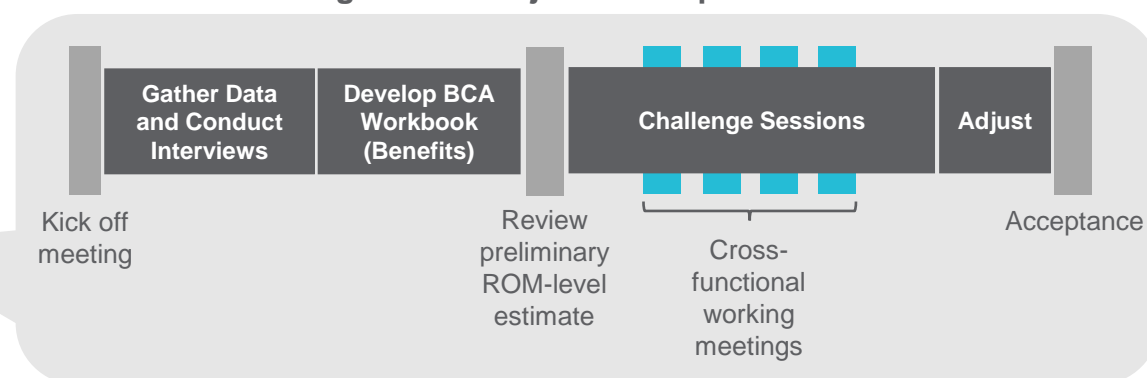 Gather Data
and Conduct
Interviews
Develop BCA
Workbook
(Benefits)
Challenge Sessions
Adjust
Kick off
meeting
Review
preliminary
ROM-level
estimate
Cross-
functional
working
meetings
Acceptance